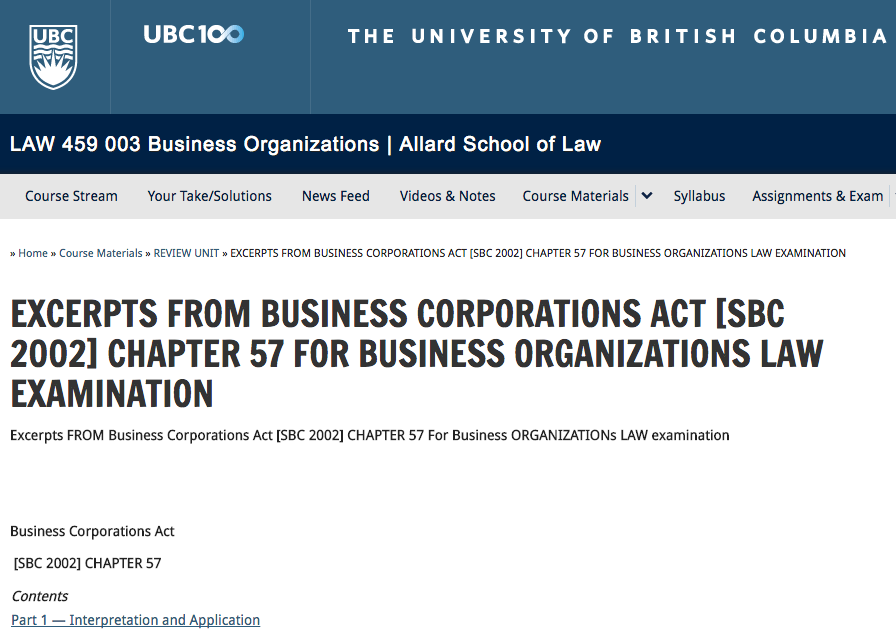 UBC
UBC100
THE UNIVERSITY OF BRITISH COLUMBIA
LAW 459 003 Business Organizations | Allard School of Law
Course Stream Your Take/Solutions News Feed Videos & Notes Course Materials Syllabus Assignments & Exam
» Home » Course Materials » REVIEW UNIT » EXCERPTS FROM BUSINESS CORPORATIONS ACT [SBC 2002] CHAPTER 57 FOR BUSINESS ORGANIZATIONS LAW EXAMINATION
EXCERPTS FROM BUSINESS CORPORATIONS ACT [SBC
2002] CHAPTER 57 FOR BUSINESS ORGANIZATIONS LAW
EXAMINATION
Excerpts FROM Business Corporations Act [SBC 2002] CHAPTER 57 For Business ORGANIZATIONs LAW examination
Business Corporations Act
[SBC 2002] CHAPTER 57
Contents
Part 1 — Interpretation and Application